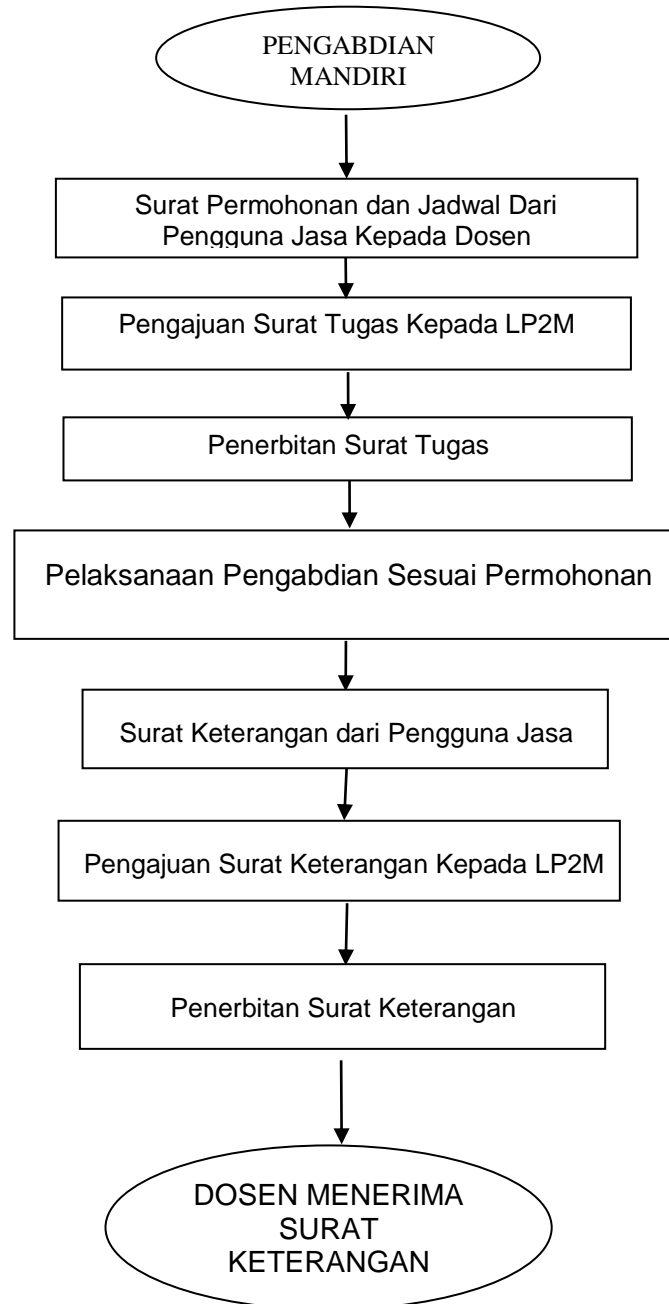 PENGABDIAN
MANDIRI
Surat Permohonan dan Jadwal Dari
Pengguna Jasa Kepada Dosen
Pengajuan Surat Tugas Kepada LP2M
Penerbitan Surat Tugas
Pelaksanaan Pengabdian Sesuai Permohonan
Surat Keterangan dari Pengguna Jasa
Pengajuan Surat Keterangan Kepada LP2M
Penerbitan Surat Keterangan
DOSEN MENERIMA
SURAT
KETERANGAN